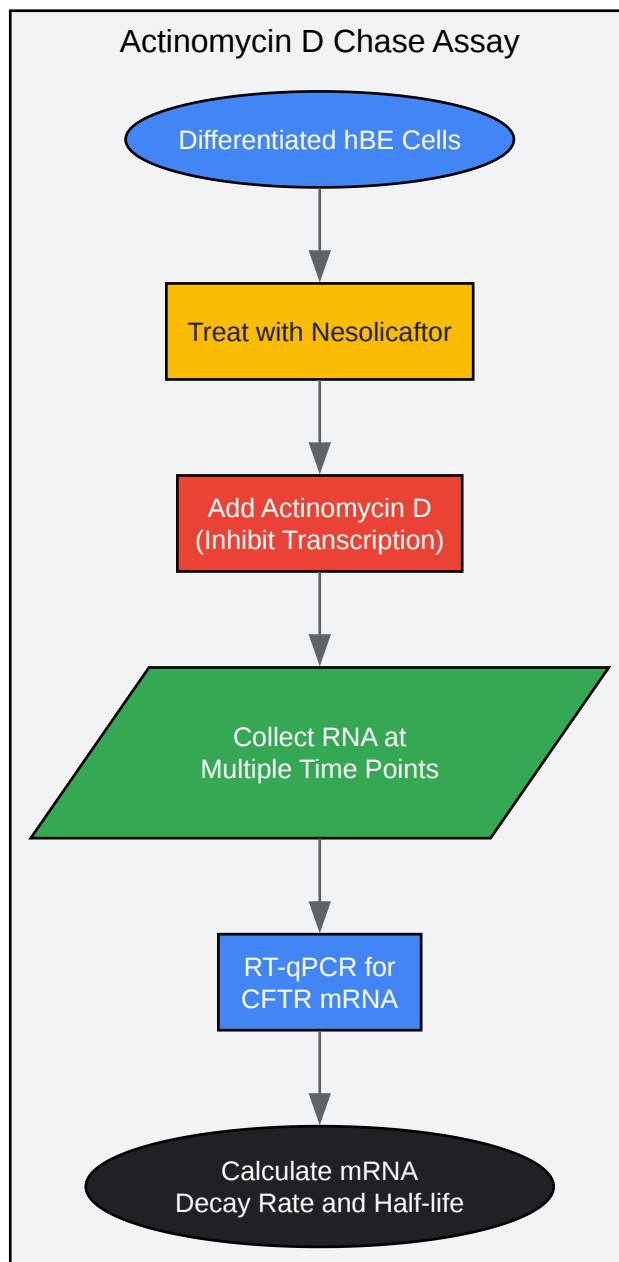 Actinomycin D Chase Assay
Differentiated hBE Cells
Treat with Nesolicaftor
Add Actinomycin D
(Inhibit Transcription)
Collect RNA at
Multiple Time Points
RT-qPCR for
CFTR mRNA
Calculate mRNA
Decay Rate and Half-life